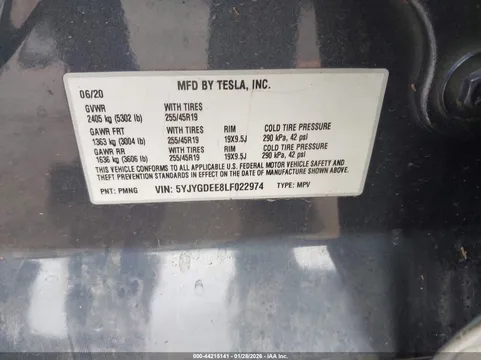 MFD BY TESLA, INC.
06/20
GVWR WITH TIRES
2405 kg (5302 lb) 255/45R19
GAWR FRT WITH TIRES RIM COLD TIRE PRESSURE
1363 kg (3004 lb) 255/45R19 19X9.5J 290 kPa, 42 psi
GAWR RR WITH TIRES RIM COLD TIRE PRESSURE
1636 kg (3606 lb) 255/45R19 19X9.5J 290 kPa, 42 psi
THIS VEHICLE CONFORMS TO ALL APPLICABLE U.S. FEDERAL MOTOR VEHICLE SAFETY AND
THEFT PREVENTION STANDARDS IN EFFECT ON THE DATE OF MANUFACTURE SHOWN ABOVE.
PNT: PMNG VIN: 5YJYGDEE8LF022974 TYPE: MPV
000-44219141 - 01/28/2026 - IAAI.COM